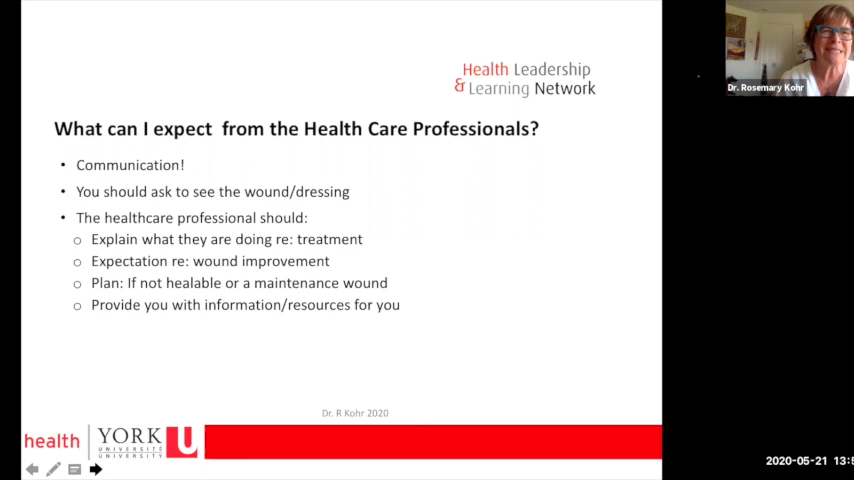 Health Leadership
& Learning Network
Dr. Rosemary Kohr
What can I expect from the Health Care Professionals?
• Communication!
• You should ask to see the wound/dressing
• The healthcare professional should:
o Explain what they are doing re: treatment
o Expectation re: wound improvement
o Plan: If not healable or a maintenance wound
o Provide you with information/resources for you
Dr. R Kohr 2020
health
YORK
UNIVERSITÉ
UNIVERSITY
U
2020-05-21 13:5